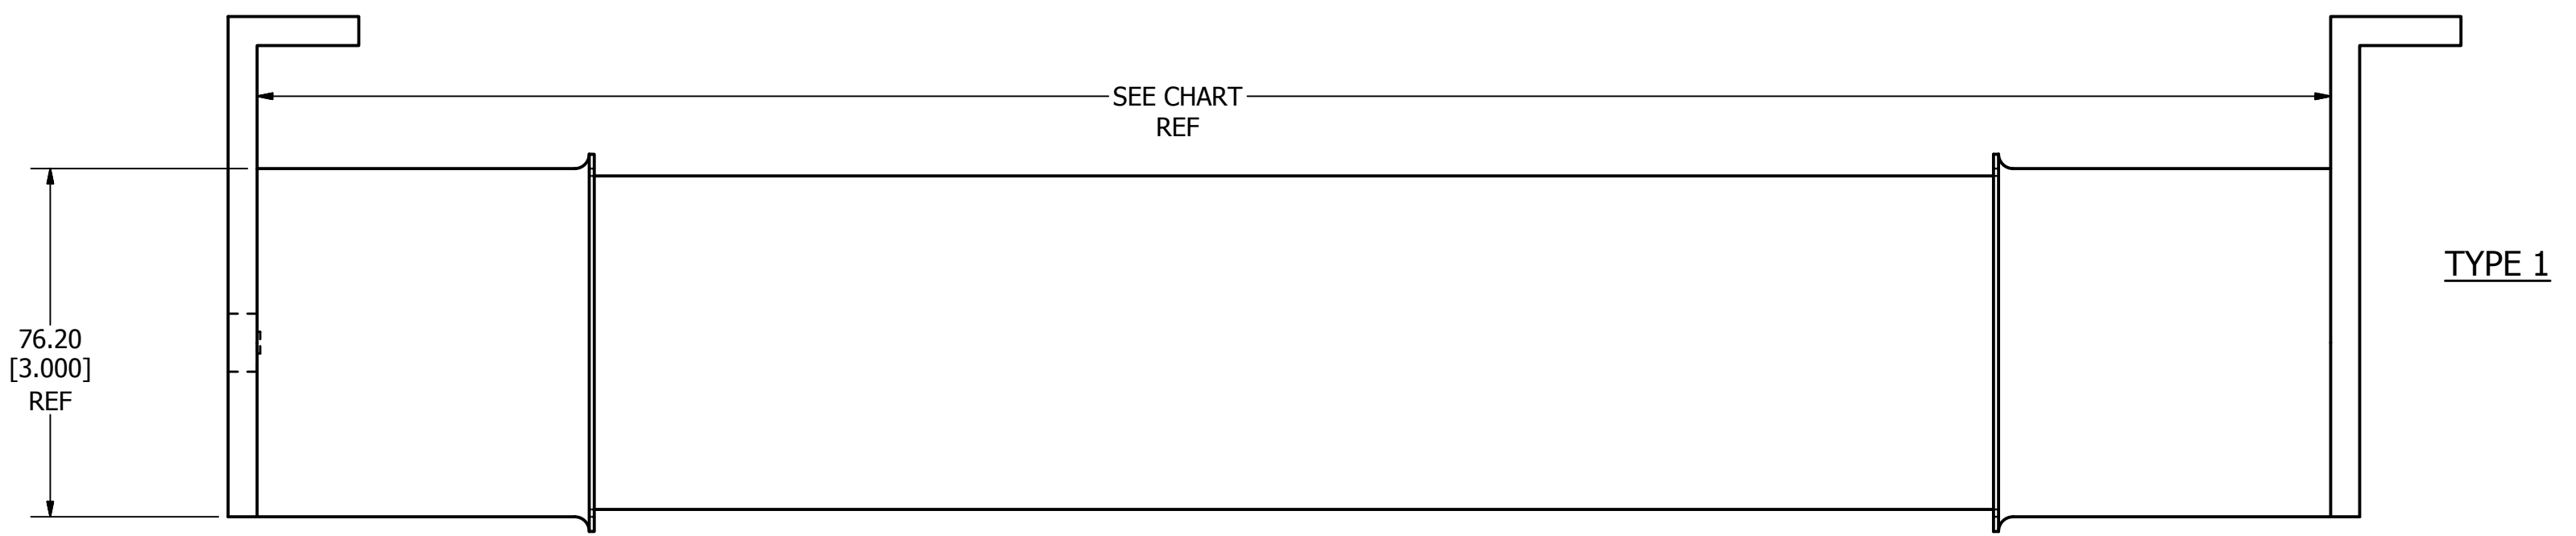 SEE CHART
REF
TYPE 1
76.20
[3.000]
REF